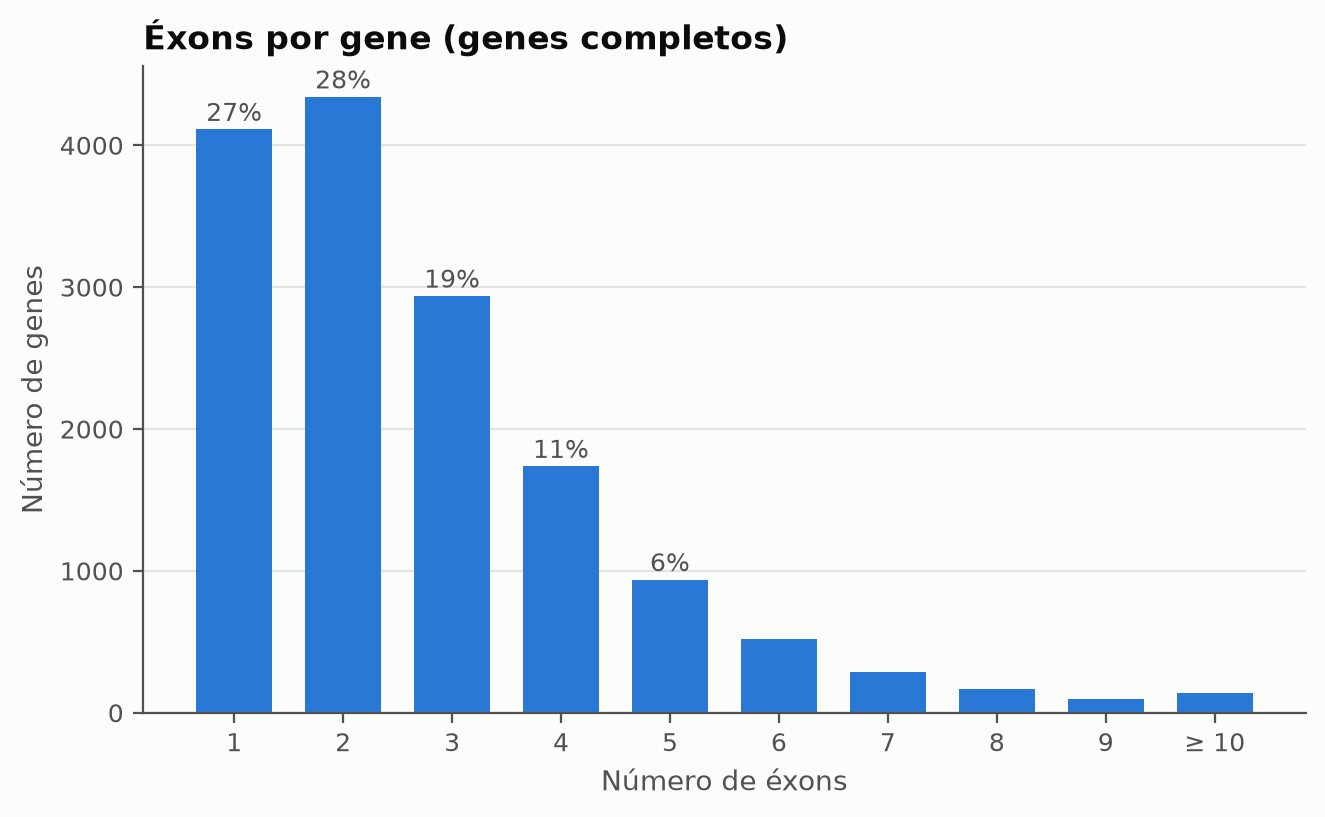 Éxons por gene (genes completos)
28%
27%
19%
11%
6%
Número de genes
4000
3000
2000
1000
0
1 2 3 4 5 6 7 8 9 ≥ 10
Número de éxons